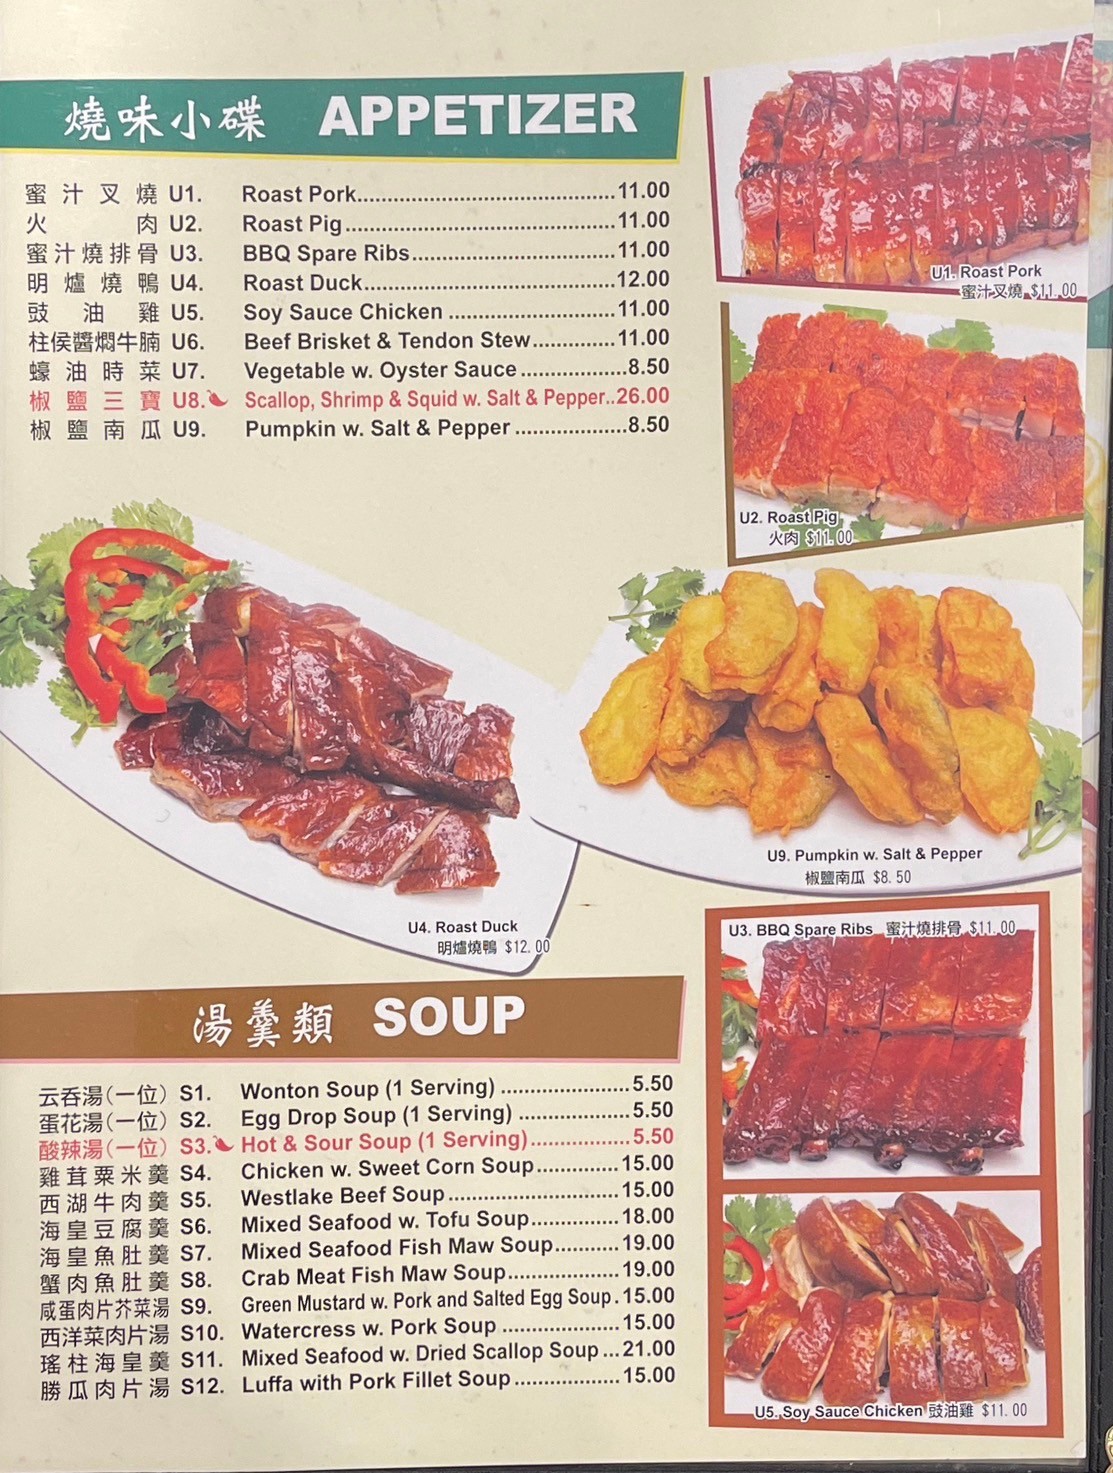 燒味小碟 APPETIZER
蜜汁叉燒 U1. Roast Pork...........................................11.00
火肉 U2. Roast Pig.............................................11.00
蜜汁燒排骨 U3. BBQ Spare Ribs..................................11.00
明爐燒鴨 U4. Roast Duck..........................................12.00
豉油雞 U5. Soy Sauce Chicken ............................11.00
柱侯醬燜牛腩 U6. Beef Brisket & Tendon Stew..............11.00
蠔油時菜 U7. Vegetable w. Oyster Sauce..................8.50
椒鹽三寶 U8. Scallop, Shrimp & Squid w. Salt & Pepper..26.00
椒鹽南瓜 U9. Pumpkin w. Salt & Pepper ...................8.50
U1. Roast Pork
蜜汁叉燒 $11.00
U2. Roast Pig
火肉 $11.00
U9. Pumpkin w. Salt & Pepper
椒鹽南瓜 $8.50
U4. Roast Duck
明爐燒鴨 $12.00
U3. BBQ Spare Ribs 蜜汁燒排骨 $11.00
湯羹類 SOUP
云吞湯(一位) S1. Wonton Soup (1 Serving) ......................5.50
蛋花湯(一位) S2. Egg Drop Soup (1 Serving) ...................5.50
酸辣湯(一位) S3. Hot & Sour Soup (1 Serving).................5.50
雞茸粟米羹 S4. Chicken w. Sweet Corn Soup..............15.00
西湖牛肉羹 S5. Westlake Beef Soup.............................15.00
海皇豆腐羹 S6. Mixed Seafood w. Tofu Soup...............18.00
海皇魚肚羹 S7. Mixed Seafood Fish Maw Soup...........19.00
蟹肉魚肚羹 S8. Crab Meat Fish Maw Soup...................19.00
咸蛋肉片芥菜湯 S9. Green Mustard w. Pork and Salted Egg Soup.15.00
西洋菜肉片湯 S10. Watercress w. Pork Soup ....................15.00
瑤柱海皇羹 S11. Mixed Seafood w. Dried Scallop Soup...21.00
勝瓜肉片湯 S12. Luffa with Pork Fillet Soup..................15.00
U5. Soy Sauce Chicken 豉油雞 $11.00